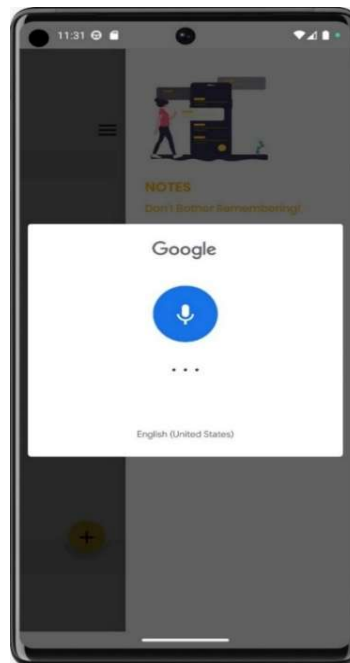 11:31
NOTES
Don't Bother Remembering!
Google
...
English (United States)
+